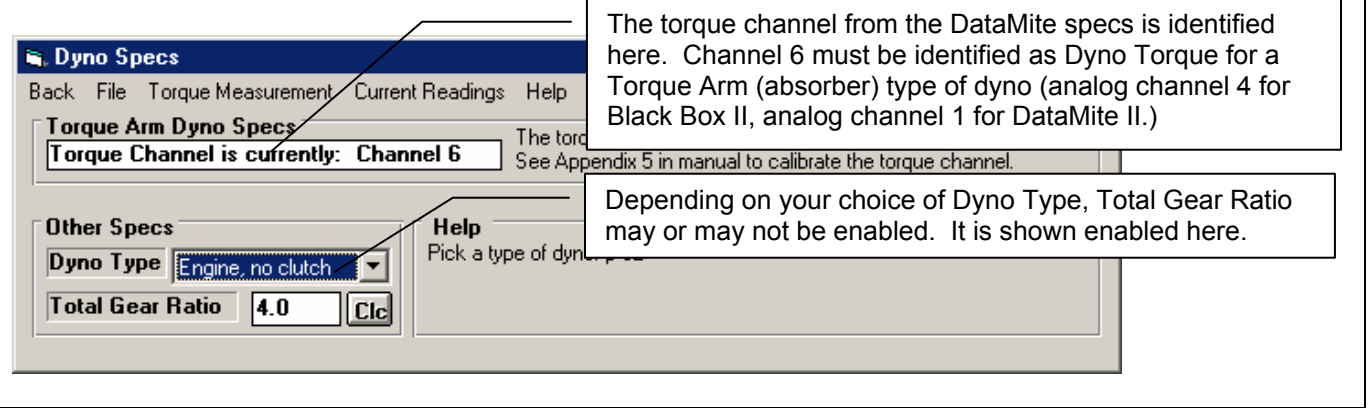 The torque channel from the DataMite specs is identified
here. Channel 6 must be identified as Dyno Torque for a
Torque Arm (absorber) type of dyno (analog channel 4 for
Black Box II, analog channel 1 for DataMite II.)
Dyno Specs
Back File Torque Measurement Current Readings Help
Torque Arm Dyno Specs
Torque Channel is currently: Channel 6
The
See Appendix 5 in manual to calibrate the torque channel.
Depending on your choice of Dyno Type, Total Gear Ratio
may or may not be enabled. It is shown enabled here.
Other Specs
Dyno Type Engine, no clutch
Total Gear Ratio 4.0 Clc
Help
Pick a type of